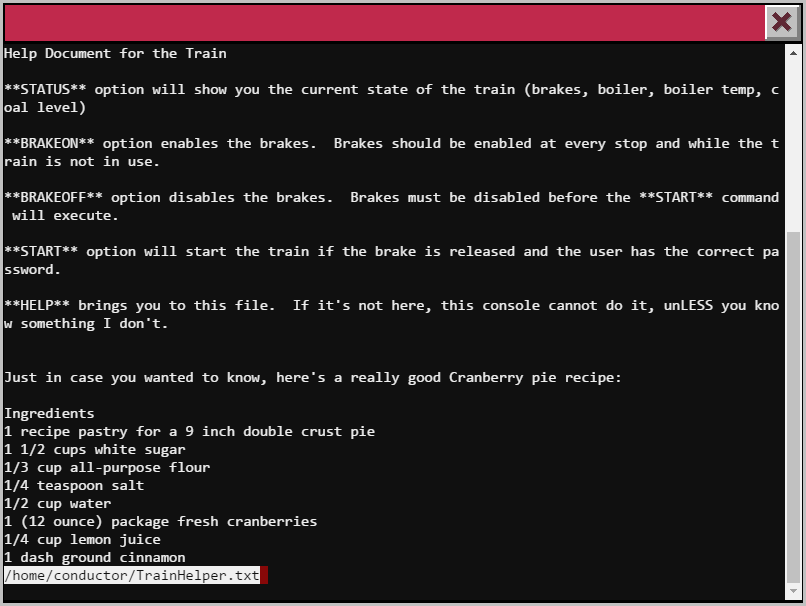 Help Document for the Train
**STATUS** option will show you the current state of the train (brakes, boiler, boiler temp, c
oal level)
**BRAKEON** option enables the brakes.  Brakes should be enabled at every stop and while the t
rain is not in use.
**BRAKEOFF** option disables the brakes.  Brakes must be disabled before the **START** command
 will execute.
**START** option will start the train if the brake is released and the user has the correct pa
ssword.
**HELP** brings you to this file.  If it's not here, this console cannot do it, unLESS you kno
w something I don't.
Just in case you wanted to know, here's a really good Cranberry pie recipe:
Ingredients
1 recipe pastry for a 9 inch double crust pie
1 1/2 cups white sugar
1/3 cup all-purpose flour
1/4 teaspoon salt
1/2 cup water
1 (12 ounce) package fresh cranberries
1/4 cup lemon juice
1 dash ground cinnamon
/home/conductor/TrainHelper.txt